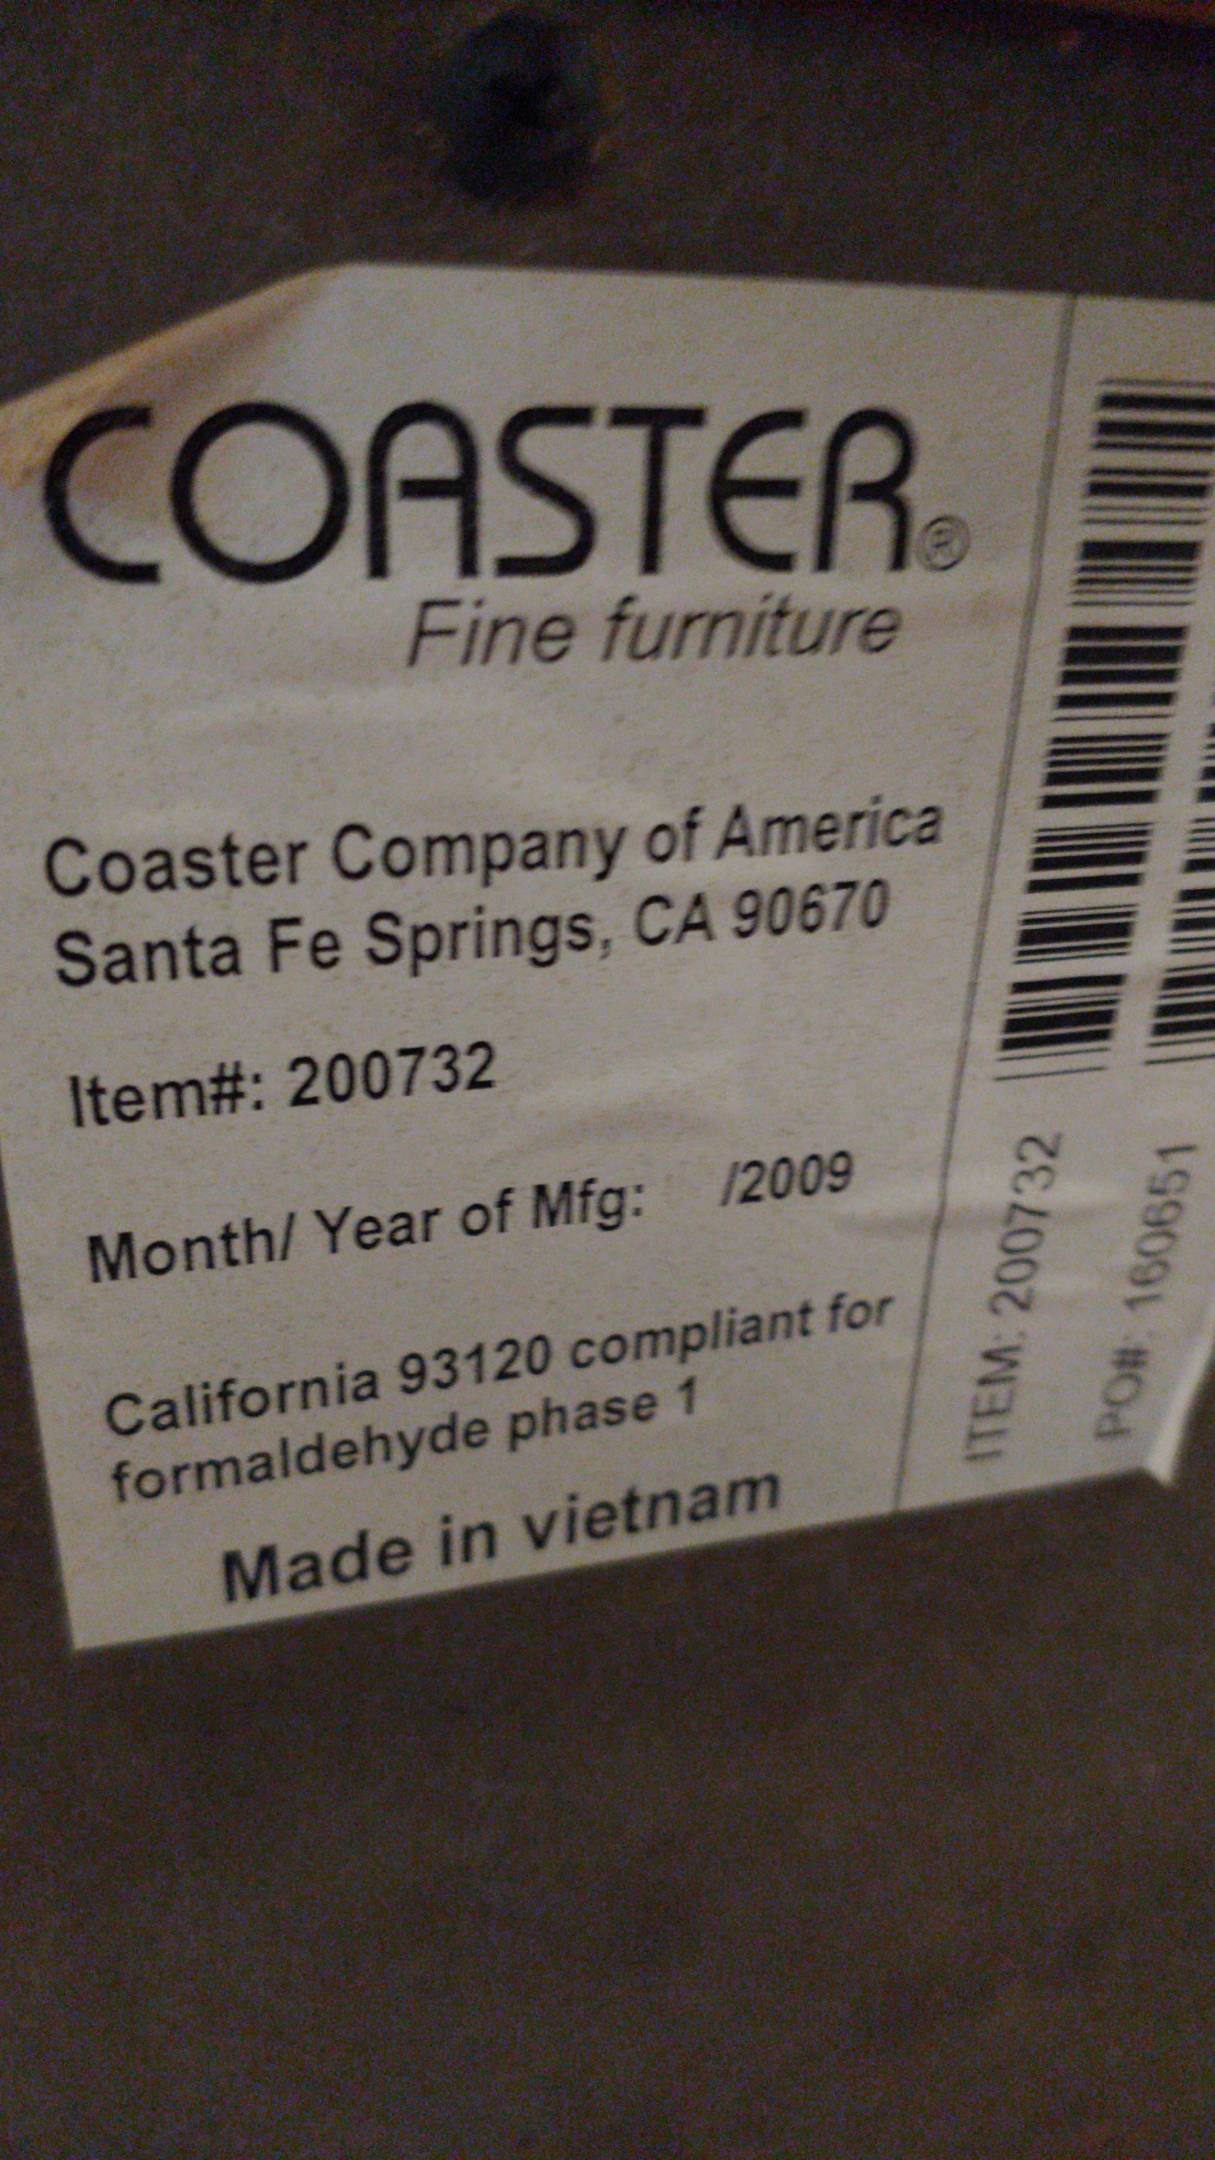 COASTER®
Fine furniture
Coaster Company of America
Santa Fe Springs, CA 90670
Item#: 200732
Month/ Year of Mfg: /2009
California 93120 compliant for
formaldehyde phase 1
Made in vietnam
ITEM: 200732
PO#: 160651